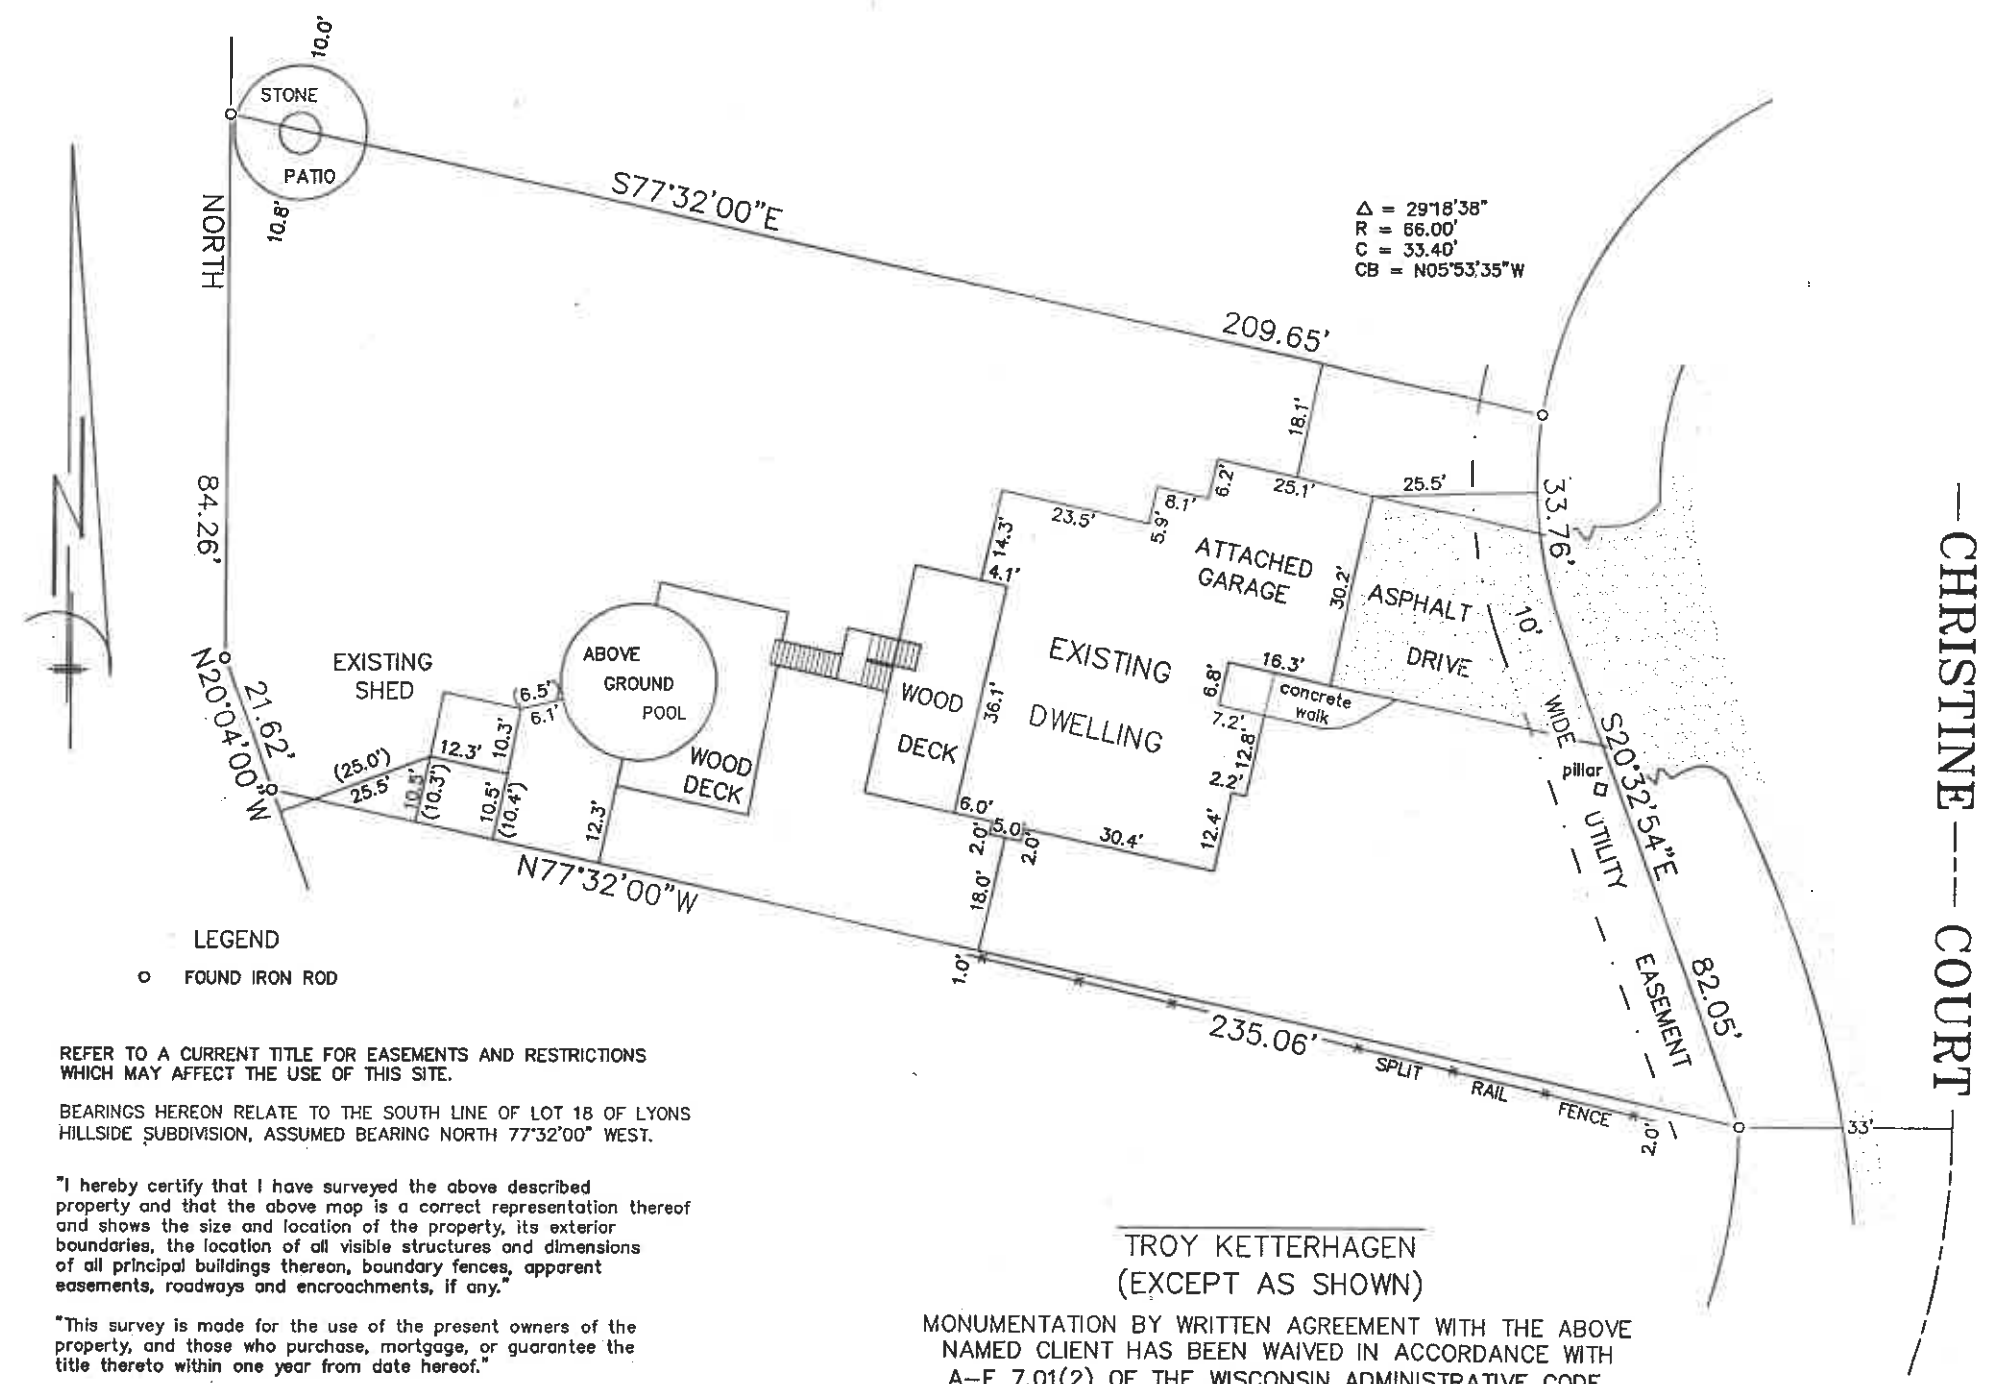 10.0'
STONE
PATIO
10.8'
NORTH
84.26'
S77°32'00"E
209.65'
Δ = 29°18'38"
R = 66.00'
C = 33.40'
CB = N05°53'35"W
18.1'
25.5'
33.76'
6.2'
25.1'
8.1'
5.9'
23.5'
14.3'
4.1'
ATTACHED
GARAGE
30.2'
ASPHALT
DRIVE
10'
WIDE
UTILITY
EASEMENT
EXISTING
DWELLING
16.3'
6.8'
concrete
walk
7.2'
12.8'
2.2'
12.4'
30.4'
36.1'
WOOD
DECK
6.0'
5.0'
2.0'
2.0'
18.0'
1.0'
pillar
S20°32'54"E
82.05'
N20°04'00"W
21.62'
EXISTING
SHED
ABOVE
GROUND
POOL
(6.5')
6.1'
WOOD
DECK
12.3'
10.3'
(25.0')
25.5'
10.5'
(10.3')
10.5'
(10.4')
12.3'
N77°32'00"W
235.06'
SPLIT
RAIL
FENCE
2.0'
33'
—CHRISTINE———COURT
N
LEGEND
o FOUND IRON ROD
REFER TO A CURRENT TITLE FOR EASEMENTS AND RESTRICTIONS
WHICH MAY AFFECT THE USE OF THIS SITE.
BEARINGS HEREON RELATE TO THE SOUTH LINE OF LOT 18 OF LYONS
HILLSIDE SUBDIVISION, ASSUMED BEARING NORTH 77°32'00" WEST.
"I hereby certify that I have surveyed the above described
property and that the above map is a correct representation thereof
and shows the size and location of the property, its exterior
boundaries, the location of all visible structures and dimensions
of all principal buildings thereon, boundary fences, apparent
easements, roadways and encroachments, if any."
"This survey is made for the use of the present owners of the
property, and those who purchase, mortgage, or guarantee the
title thereto within one year from date hereof."
TROY KETTERHAGEN
(EXCEPT AS SHOWN)
MONUMENTATION BY WRITTEN AGREEMENT WITH THE ABOVE
NAMED CLIENT HAS BEEN WAIVED IN ACCORDANCE WITH
A-E 7.01(2) OF THE WISCONSIN ADMINISTRATIVE CODE